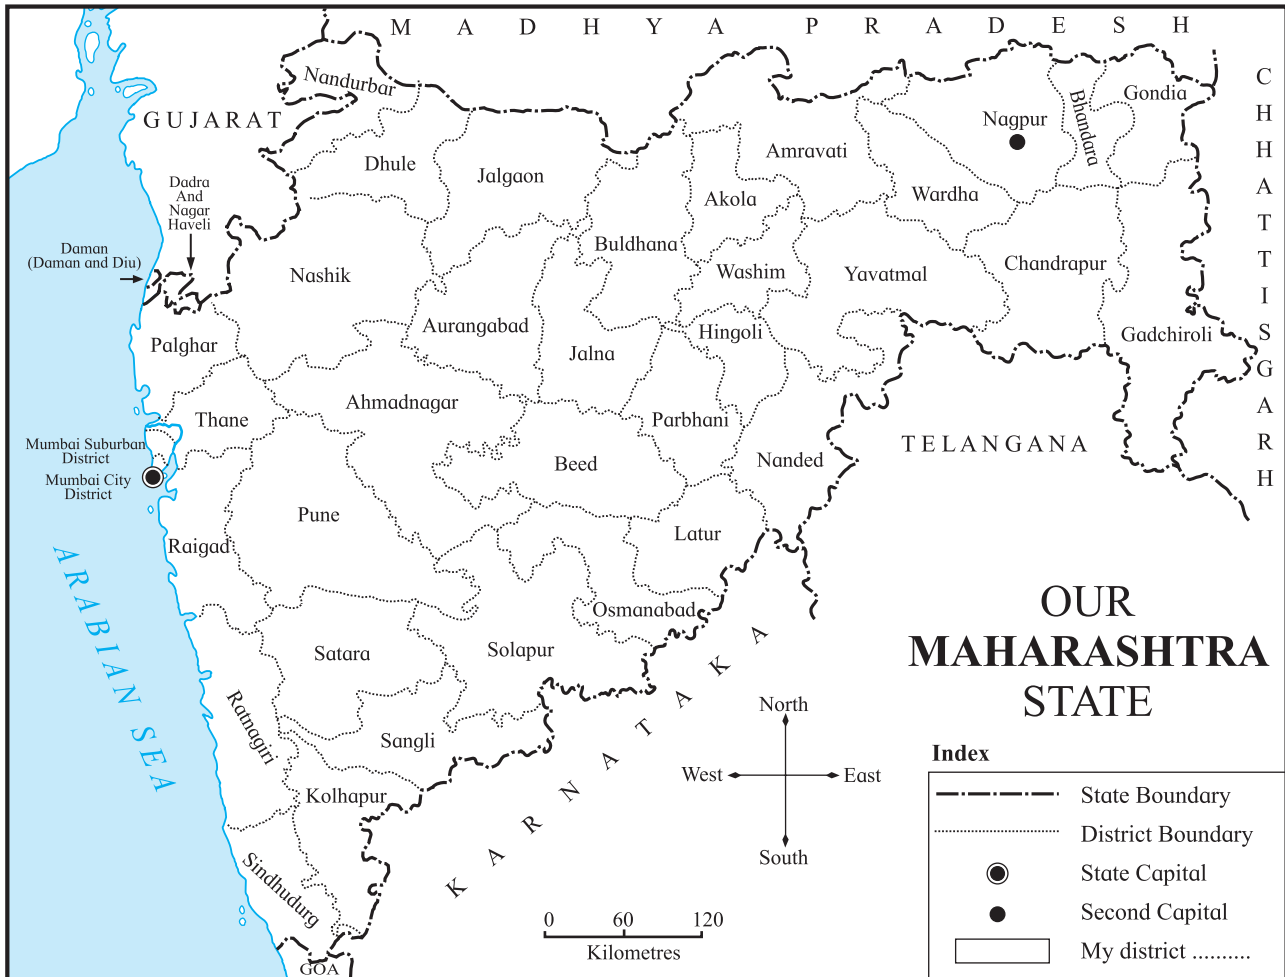 M A D H Y A P R A D E S H
CHHATTISGARH
GUJARAT
Nandurbar
Dhule
Jalgaon
Amravati
Nagpur
Bhandara
Gondia
Dadra
And
Nagar
Haveli
Akola
Wardha
Daman
(Daman and Diu)
Nashik
Buldhana
Washim
Yavatmal
Chandrapur
Aurangabad
Hingoli
Gadchiroli
Palghar
Jalna
Ahmadnagar
Thane
Parbhani
Mumbai Suburban
District
Mumbai City
District
Beed
Nanded
TELANGANA
Pune
Raigad
Latur
ARABIAN SEA
Osmanabad
Satara
Solapur
KARNATAKA
Ratnagiri
Sangli
Kolhapur
Sindhudurg
GOA
OUR
MAHARASHTRA
STATE
North
West
East
South
0 60 120
Kilometres
Index
State Boundary
District Boundary
State Capital
Second Capital
My district ..........